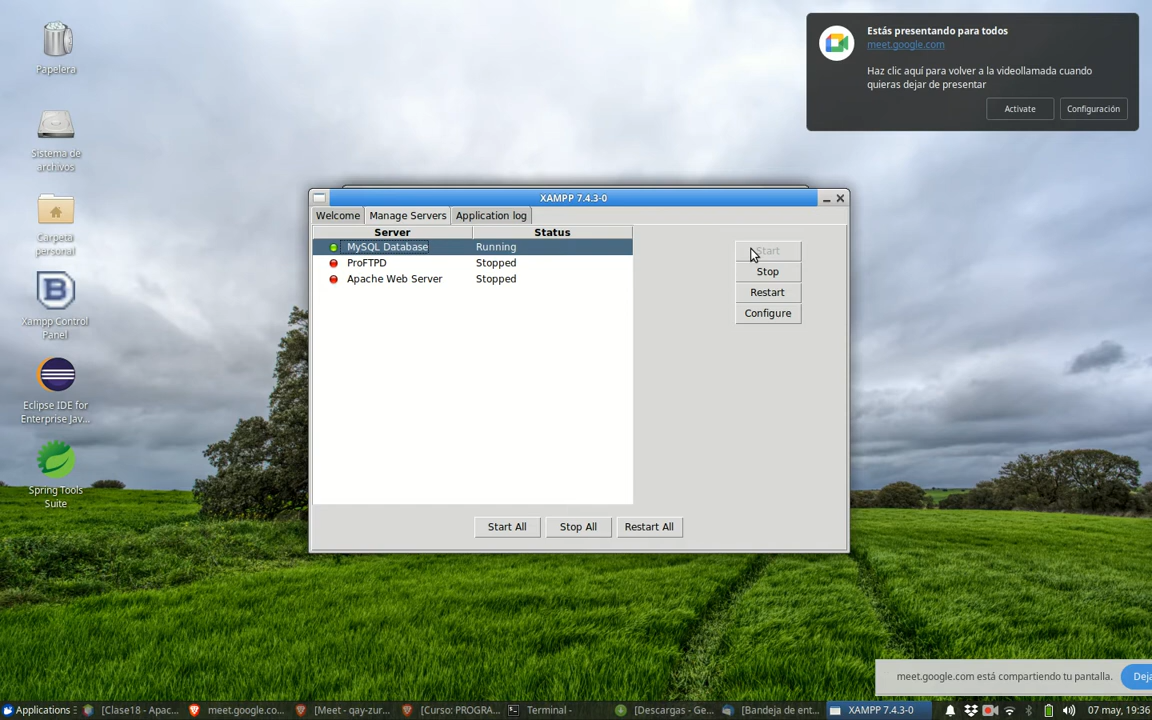 Papelera
Sistema de
archivos
Carpeta
personal
Xampp Control
Panel
Eclipse IDE for
Enterprise Jav...
Spring Tools
Suite
Estás presentando para todos
meet.google.com
Haz clic aquí para volver a la videollamada cuando
quieras dejar de presentar
Activate
Configuración
XAMPP 7.4.3-0
Welcome
Manage Servers
Application log
Server
Status
MySQL Database
Running
ProFTPD
Stopped
Apache Web Server
Stopped
Start
Stop
Restart
Configure
Start All
Stop All
Restart All
meet.google.com está compartiendo tu pantalla.
Deja
Applications
[Clase18 - Apac...
meet.google.co...
[Meet - qay-zur...
[Curso: PROGRA...
Terminal -
[Descargas - Ge...
[Bandeja de ent...
XAMPP 7.4.3-0
07 may, 19:36